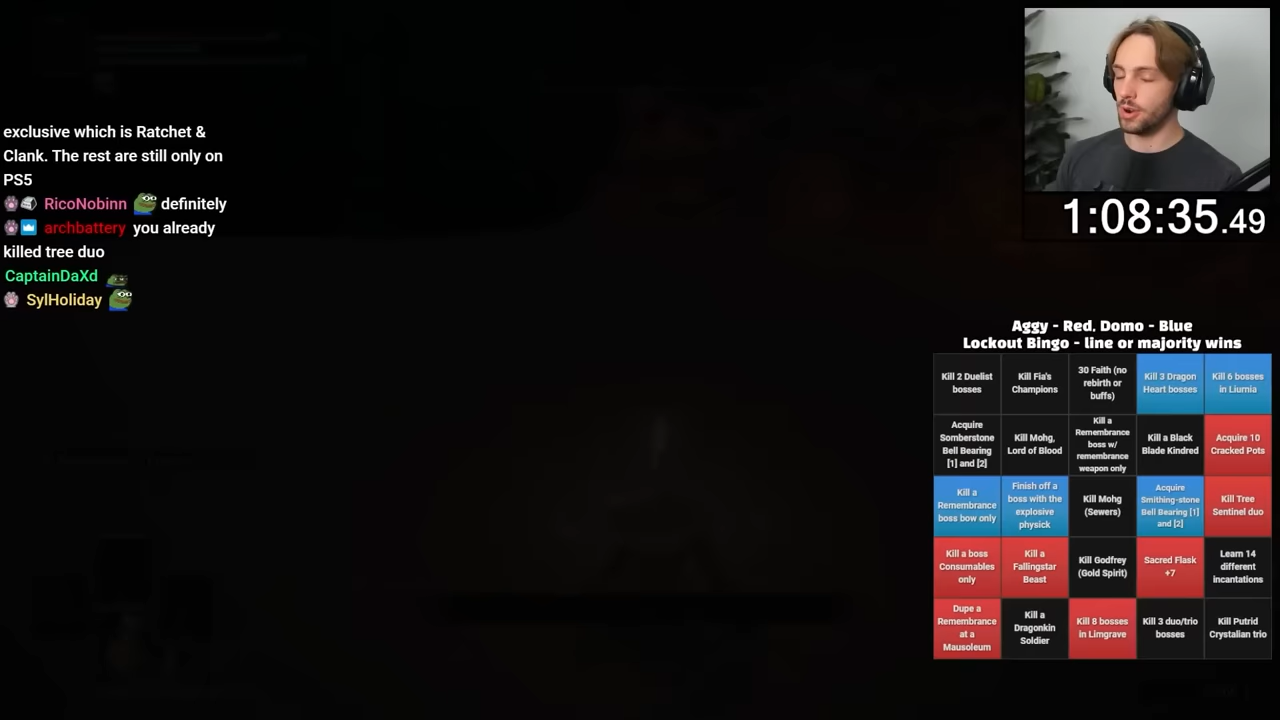 exclusive which is Ratchet &
Clank. The rest are still only on
PS5
RicoNobinn definitely
archbattery you already
killed tree duo
CaptainDaXd
SylHoliday
1:08:35.49
Aggy - Red, Domo - Blue
Lockout Bingo - line or majority wins
Kill 2 Duelist
bosses
Kill Fia's
Champions
30 Faith (no
rebirth or
buffs)
Kill 3 Dragon
Heart bosses
Kill 6 bosses
in Liurnia
Acquire
Somberstone
Bell Bearing
[1] and [2]
Kill Mohg,
Lord of Blood
Kill a
Remembrance
boss w/
remembrance
weapon only
Kill a Black
Blade Kindred
Acquire 10
Cracked Pots
Kill a
Remembrance
boss bow only
Finish off a
boss with the
explosive
physick
Kill Mohg
(Sewers)
Acquire
Smithing-stone
Bell Bearing [1]
and [2]
Kill Tree
Sentinel duo
Kill a boss
Consumables
only
Kill a
Fallingstar
Beast
Kill Godfrey
(Gold Spirit)
Sacred Flask
+7
Learn 14
different
incantations
Dupe a
Remembrance
at a
Mausoleum
Kill a
Dragonkin
Soldier
Kill 8 bosses
in Limgrave
Kill 3 duo/trio
bosses
Kill Putrid
Crystalian trio